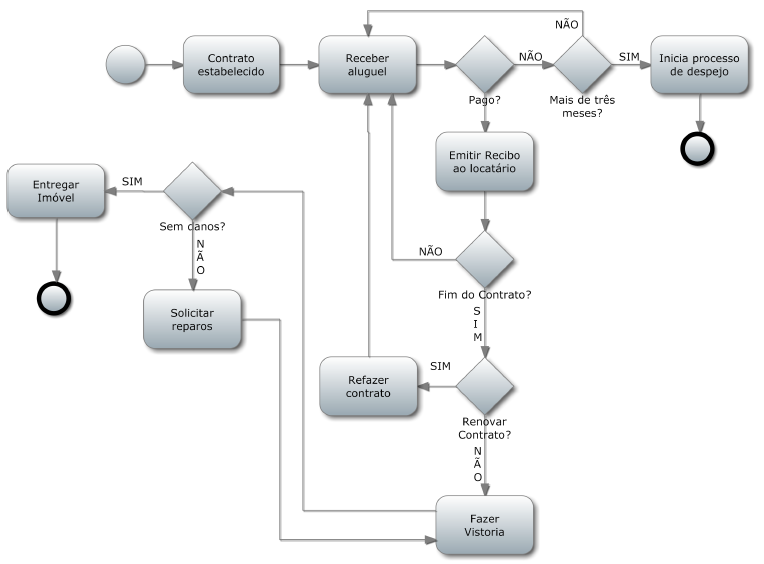 NÃO
Contrato
estabelecido
Receber
aluguel
NÃO
SIM
Inicia processo
de despejo
Pago?
Mais de três
meses?
Emitir Recibo
ao locatário
Entregar
Imóvel
SIM
Sem danos?
NÃO
NÃO
Fim do Contrato?
SIM
Solicitar
reparos
Refazer
contrato
SIM
Renovar
Contrato?
NÃO
Fazer
Vistoria